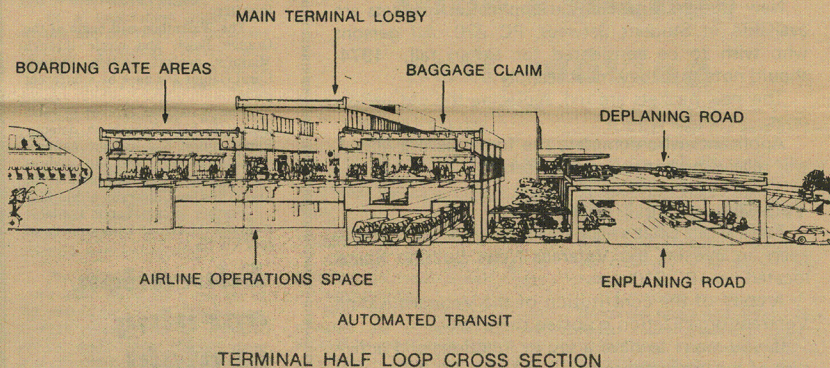 MAIN TERMINAL LOBBY
BOARDING GATE AREAS
BAGGAGE CLAIM
DEPLANING ROAD
AIRLINE OPERATIONS SPACE
ENPLANING ROAD
AUTOMATED TRANSIT
TERMINAL HALF LOOP CROSS SECTION